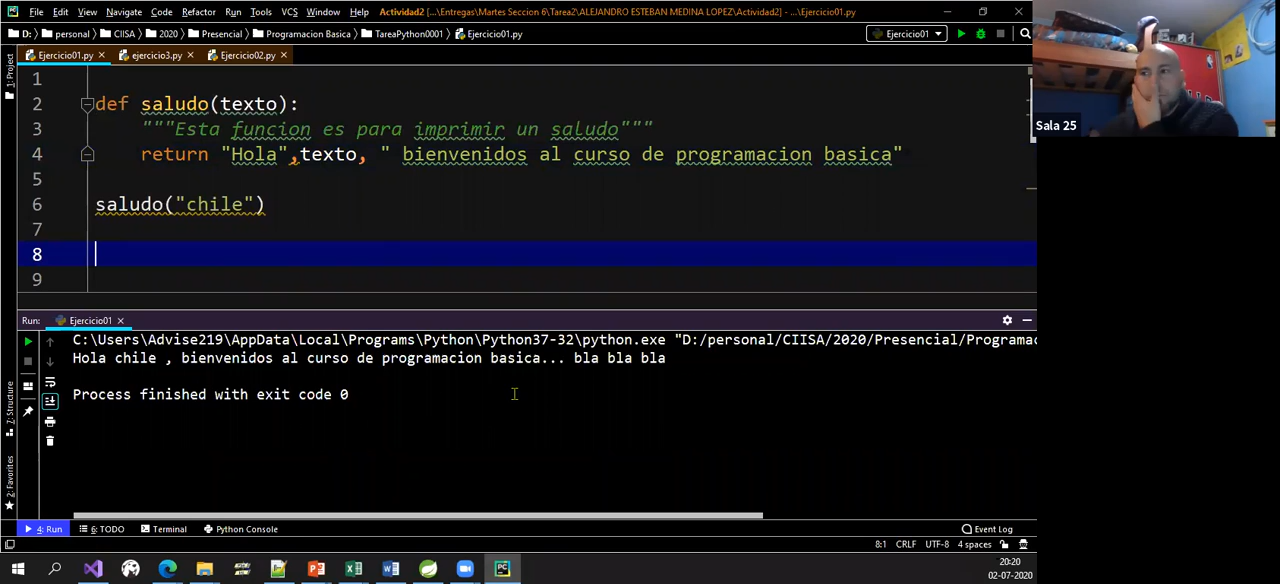 File Edit View Navigate Code Refactor Run Tools VCS Window Help Actividad2 [...\Entregas\Martes Seccion 6\Tarea2\ALEJANDRO ESTEBAN MEDINA LOPEZ\Actividad2] - ...\Ejercicio01.py
D: personal CIISA 2020 Presencial Programacion Basica TareaPython0001 Ejercicio01.py Ejercicio01
Ejercicio01.py ejercicio3.py Ejercicio02.py
1: Project
1
2 def saludo(texto):
3 """Esta funcion es para imprimir un saludo"""
4 return "Hola",texto, " bienvenidos al curso de programacion basica"
5
6 saludo("chile")
7
8
9
Sala 25
Run: Ejercicio01
C:\Users\Advise219\AppData\Local\Programs\Python\Python37-32\python.exe "D:/personal/CIISA/2020/Presencial/Programac
Hola chile , bienvenidos al curso de programacion basica... bla bla bla
Process finished with exit code 0
7: Structure
2: Favorites
4: Run 6: TODO Terminal Python Console Event Log
8:1 CRLF UTF-8 4 spaces
20:20
02-07-2020